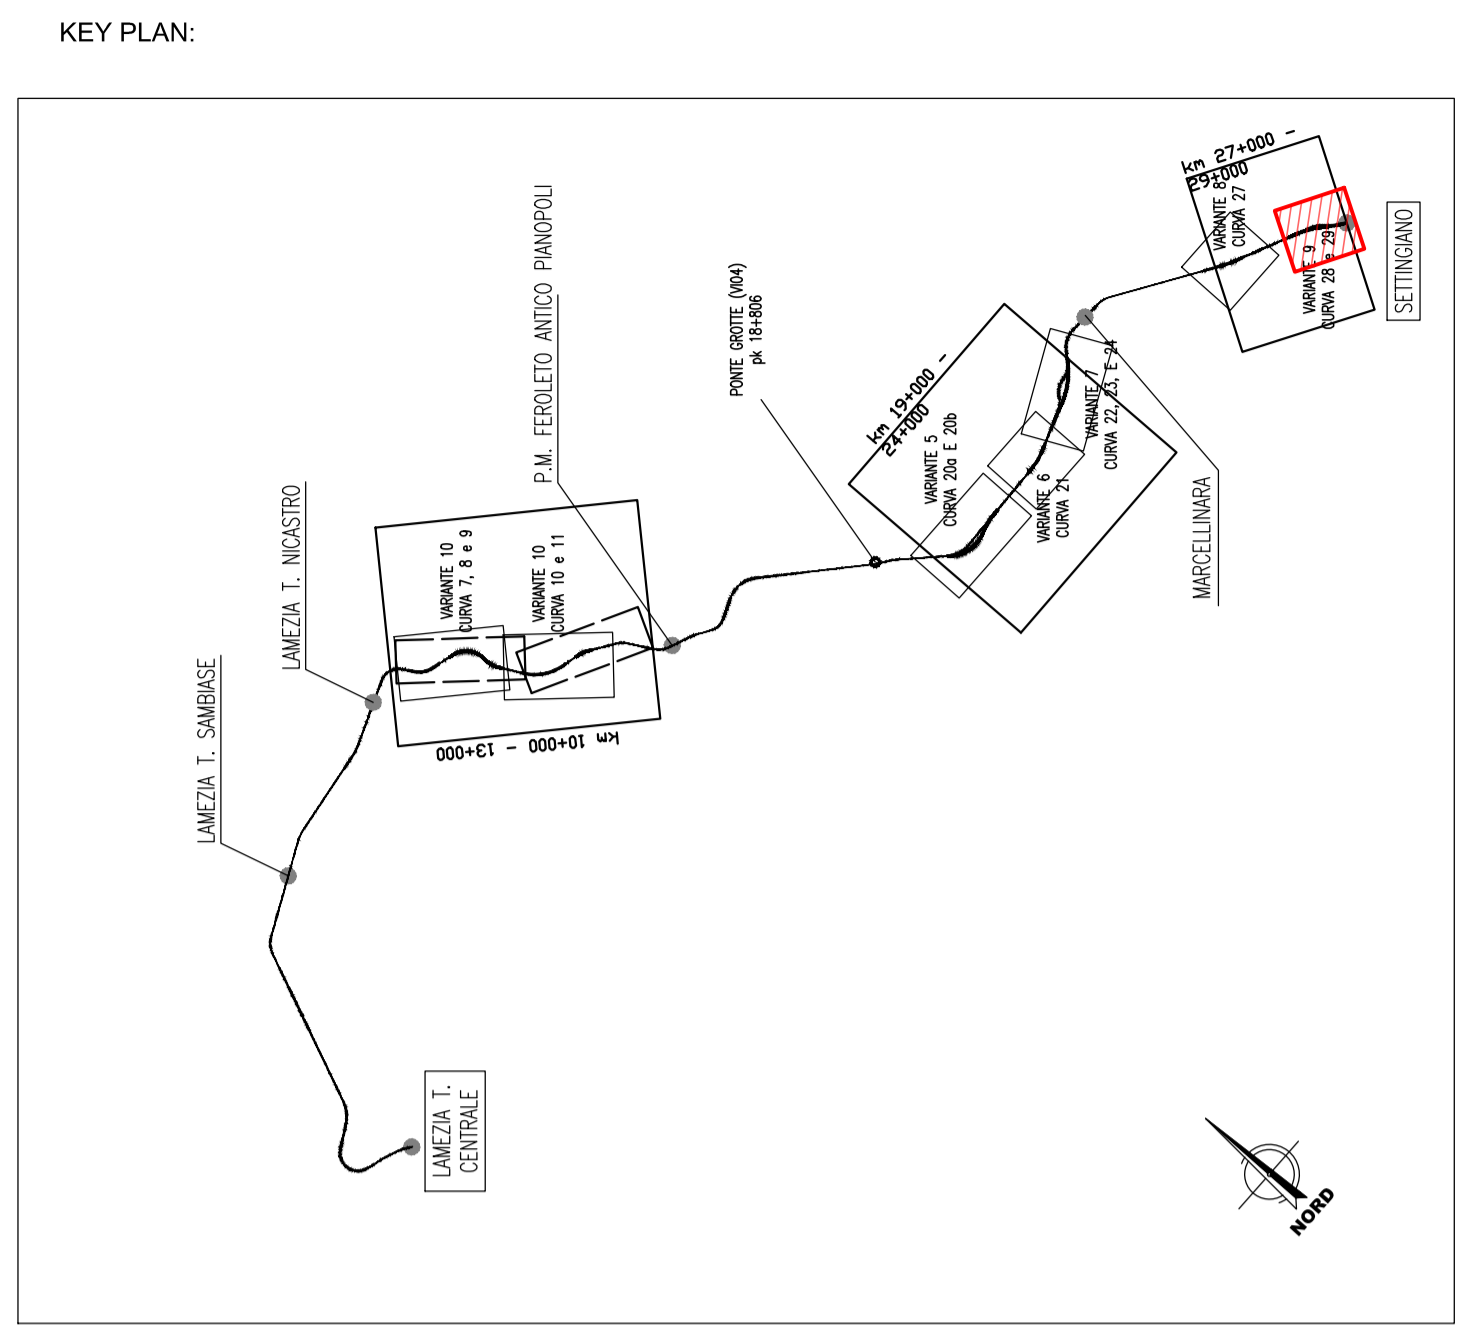 KEY PLAN:
km 27+000 -
29+000
VARIANTE 8
CURVA 27
VARIANTE 9
CURVA 28 e 29
SETTINGIANO
P.M. FEROLETO ANTICO PIANOPOLI
PONTE GROTTE (VI04)
pk 18+806
km 19+000 -
24+000
VARIANTE 5
CURVA 20a E 20b
VARIANTE 6
CURVA 21
VARIANTE 7
CURVA 22, 23, E 24
MARCELLINARA
LAMEZIA T. NICASTRO
VARIANTE 10
CURVA 7, 8 e 9
VARIANTE 10
CURVA 10 e 11
km 10+000 - 13+000
LAMEZIA T. SAMBIASE
LAMEZIA T.
CENTRALE
NORD